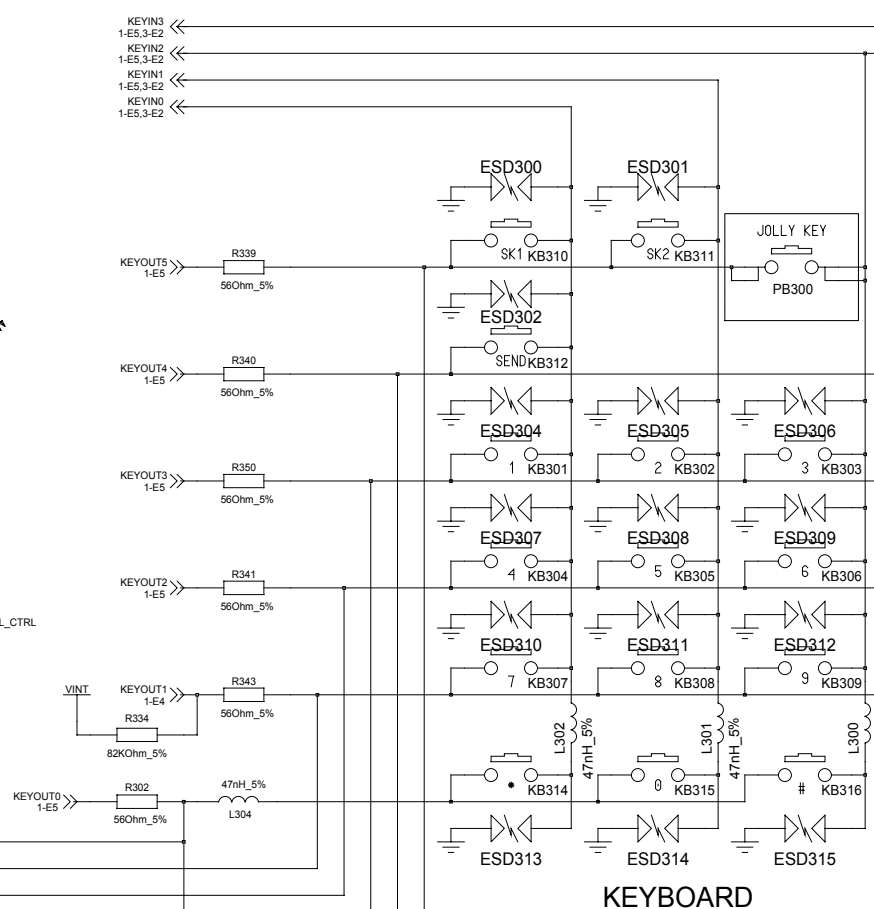 KEYIN3
1-E5,3-E2
KEYIN2
1-E5,3-E2
KEYIN1
1-E5,3-E2
KEYIN0
1-E5,3-E2
ESD300
ESD301
SK1 KB310
SK2 KB311
JOLLY KEY
PB300
KEYOUT5
1-E5
R339
56Ohm_5%
ESD302
SEND KB312
KEYOUT4
1-E5
R340
56Ohm_5%
ESD304
ESD305
ESD306
1 KB301
2 KB302
3 KB303
KEYOUT3
1-E5
R350
56Ohm_5%
ESD307
ESD308
ESD309
4 KB304
5 KB305
6 KB306
KEYOUT2
1-E5
R341
56Ohm_5%
L_CTRL
ESD310
ESD311
ESD312
7 KB307
8 KB308
9 KB309
VINT
KEYOUT1
1-E4
R343
56Ohm_5%
R334
82KOhm_5%
L302
47nH_5%
L301
47nH_5%
L300
* KB314
0 KB315
# KB316
KEYOUT0
1-E5
R302
56Ohm_5%
47nH_5%
L304
ESD313
ESD314
ESD315
KEYBOARD